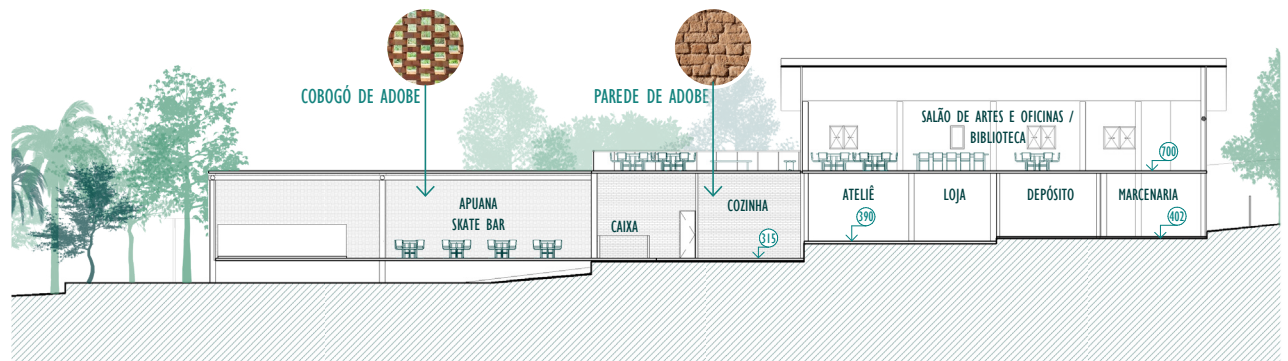 COBOGÓ DE ADOBE
PAREDE DE ADOBE
SALÃO DE ARTES E OFICINAS /
BIBLIOTECA
700
APUANA
SKATE BAR
CAIXA
COZINHA
315
ATELIÊ
390
LOJA
DEPÓSITO
MARCENARIA
402